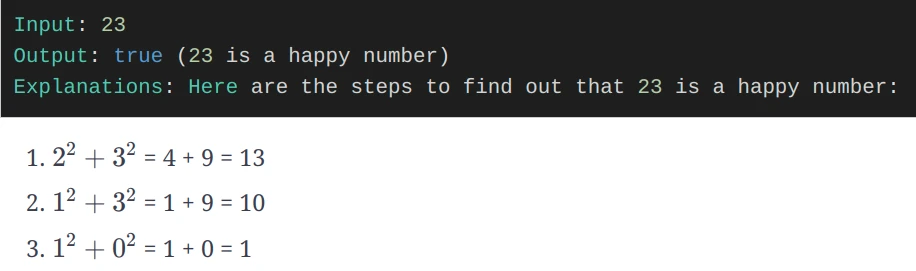 Input: 23
Output: true (23 is a happy number)
Explanations: Here are the steps to find out that 23 is a happy number:
1. 2² + 3² = 4 + 9 = 13
2. 1² + 3² = 1 + 9 = 10
3. 1² + 0² = 1 + 0 = 1